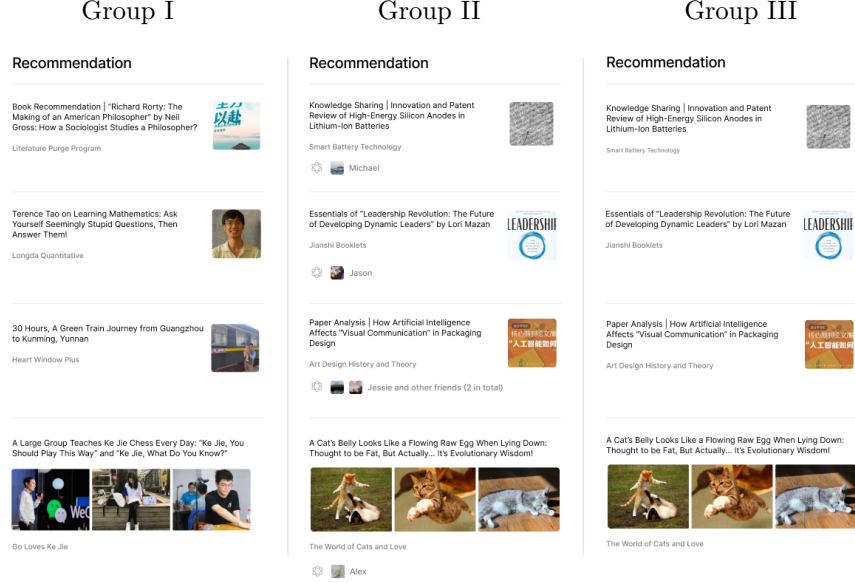 Group I
Recommendation
Book Recommendation | “Richard Rorty: The
Making of an American Philosopher” by Neil
Gross: How a Sociologist Studies a Philosopher?
Literature Purge Program
以赴
Terence Tao on Learning Mathematics: Ask
Yourself Seemingly Stupid Questions, Then
Answer Them!
Longda Quantitative
30 Hours, A Green Train Journey from Guangzhou
to Kunming, Yunnan
Heart Window Plus
A Large Group Teaches Ke Jie Chess Every Day: “Ke Jie, You
Should Play This Way” and “Ke Jie, What Do You Know?”
WeC
Go Loves Ke Jie
Group II
Recommendation
Knowledge Sharing | Innovation and Patent
Review of High-Energy Silicon Anodes in
Lithium-Ion Batteries
Smart Battery Technology
Michael
Essentials of “Leadership Revolution: The Future
of Developing Dynamic Leaders” by Lori Mazan
Jianshi Booklets
LEADERSHIP
Jason
Paper Analysis | How Artificial Intelligence
Affects “Visual Communication” in Packaging
Design
Art Design History and Theory
“人工智能如何
Jessie and other friends (2 in total)
A Cat’s Belly Looks Like a Flowing Raw Egg When Lying Down:
Thought to be Fat, But Actually... It’s Evolutionary Wisdom!
The World of Cats and Love
Alex
Group III
Recommendation
Knowledge Sharing | Innovation and Patent
Review of High-Energy Silicon Anodes in
Lithium-Ion Batteries
Smart Battery Technology
Essentials of “Leadership Revolution: The Future
of Developing Dynamic Leaders” by Lori Mazan
Jianshi Booklets
LEADERSHIP
Paper Analysis | How Artificial Intelligence
Affects “Visual Communication” in Packaging
Design
Art Design History and Theory
“人工智能如何
A Cat’s Belly Looks Like a Flowing Raw Egg When Lying Down:
Thought to be Fat, But Actually... It’s Evolutionary Wisdom!
The World of Cats and Love